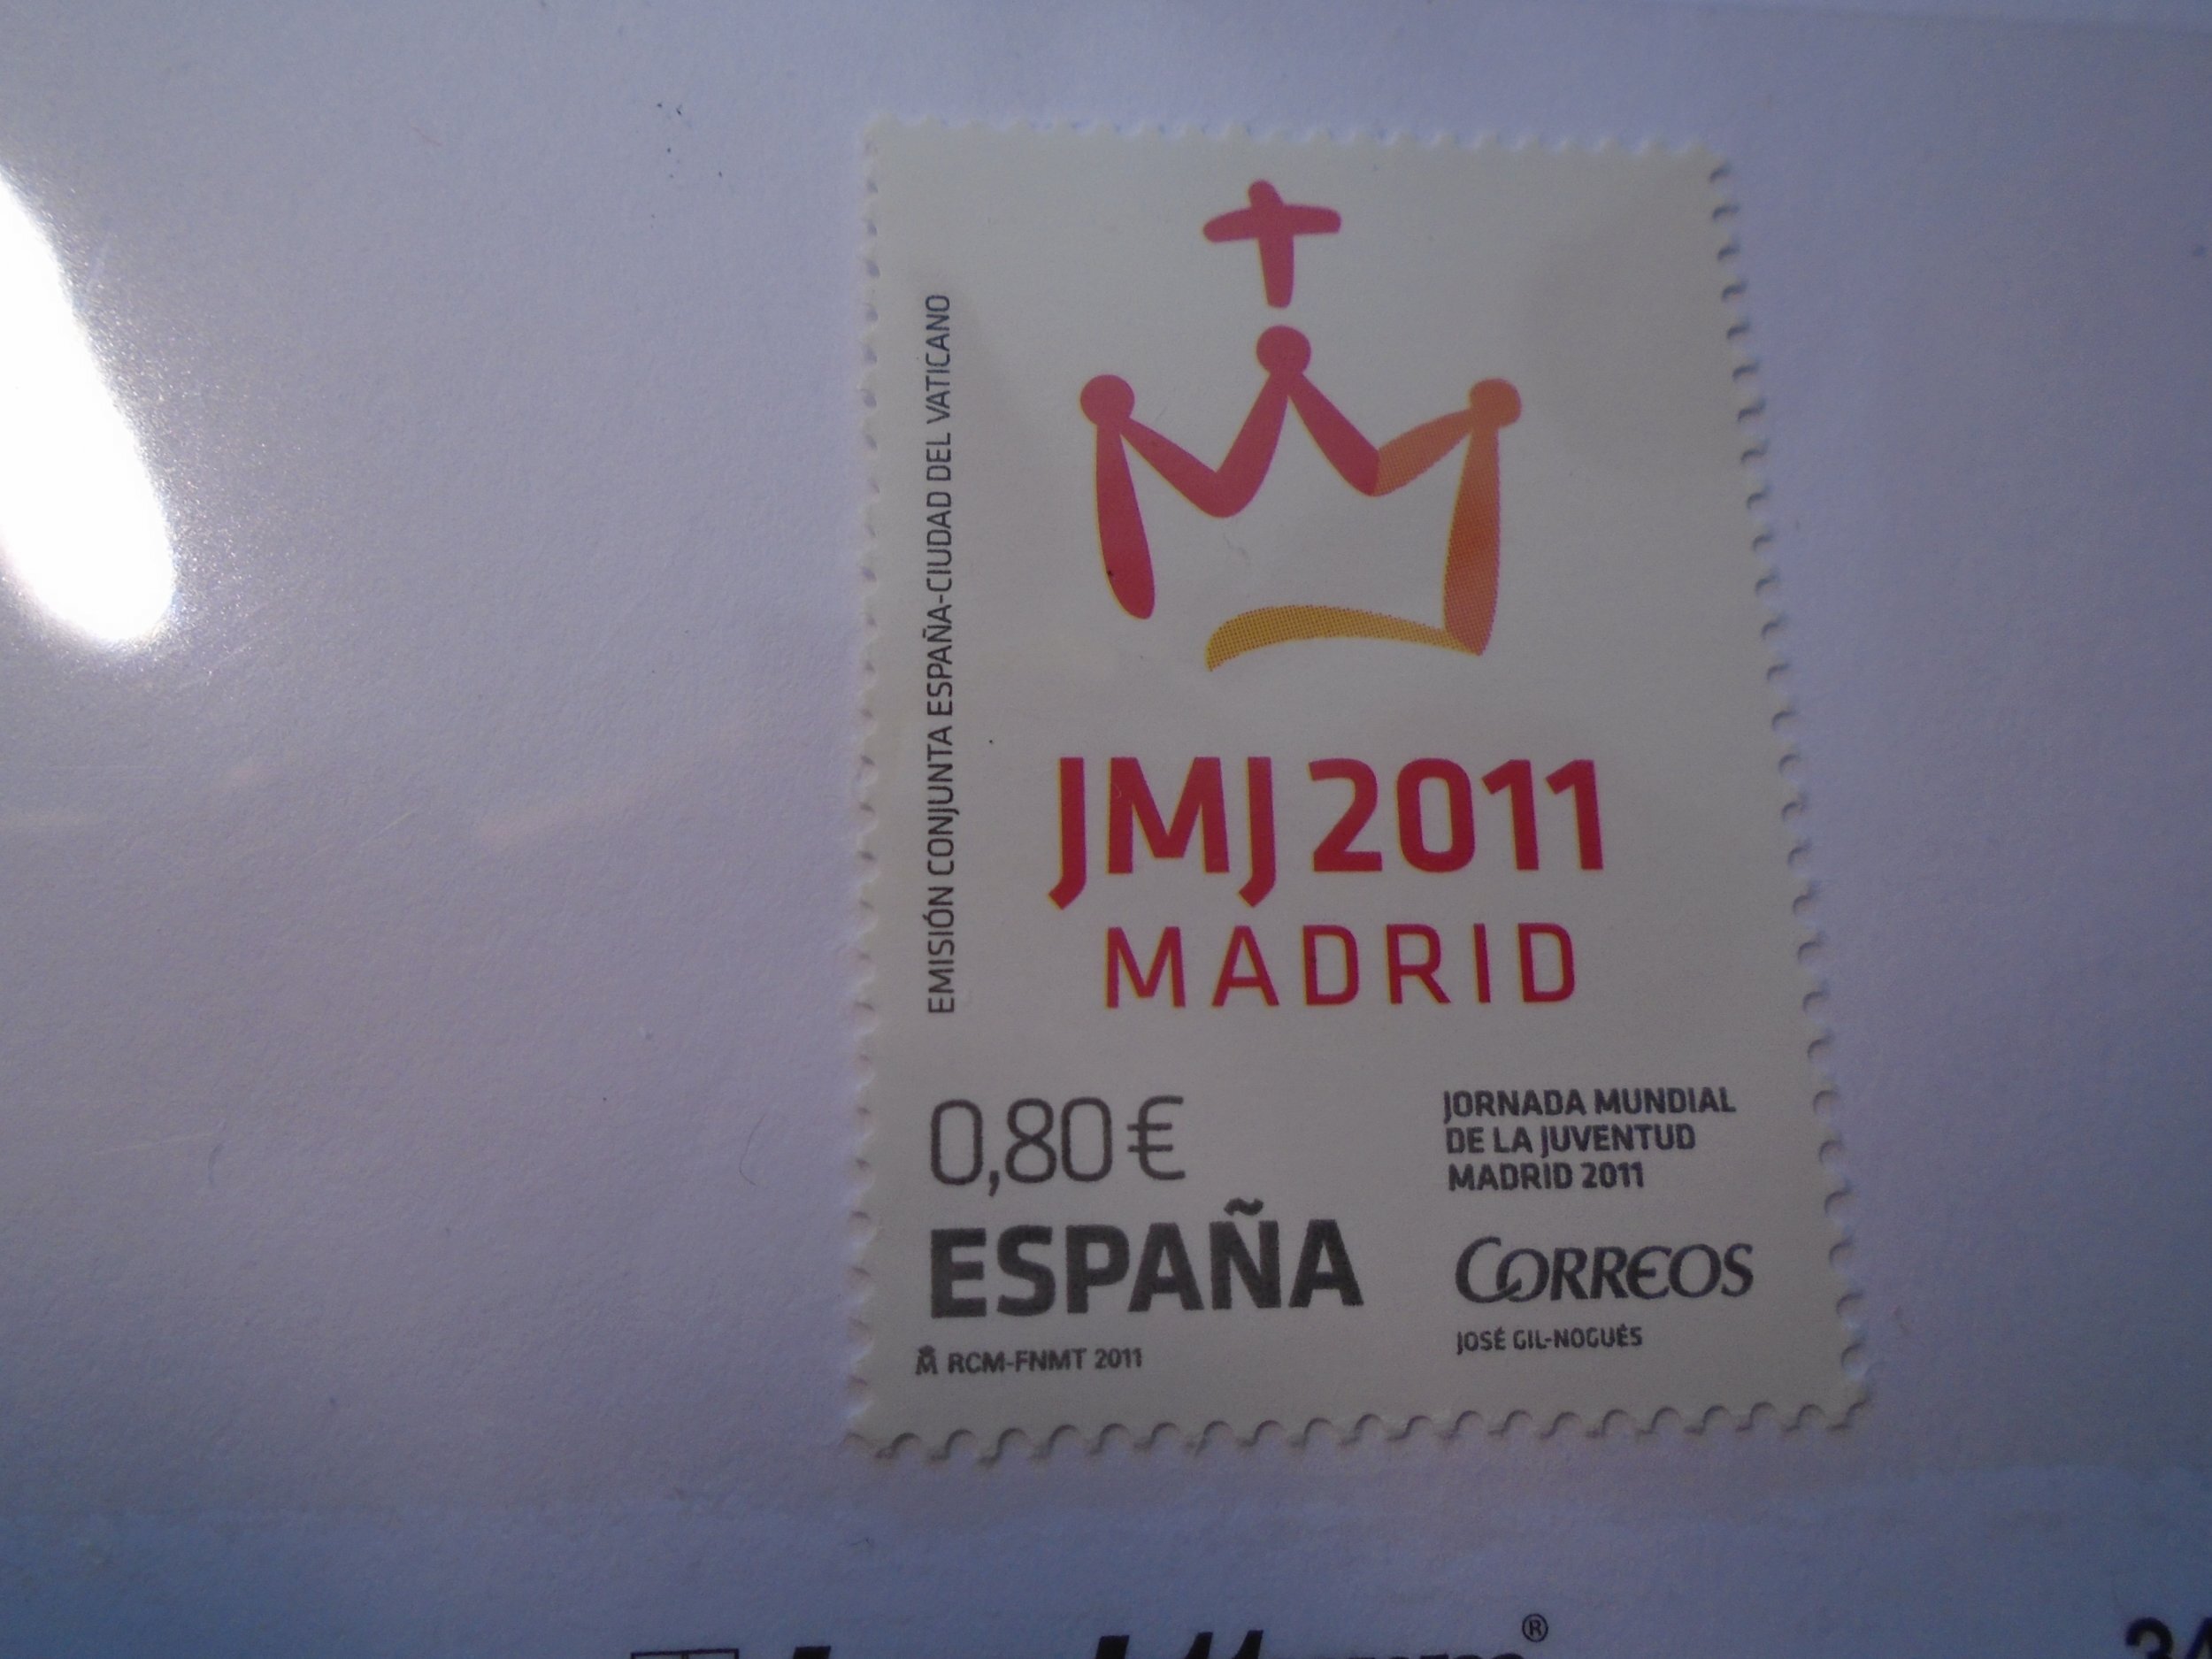 EMISIÓN CONJUNTA ESPAÑA-CIUDAD DEL VATICANO
JMJ 2011
MADRID
0,80€
ESPAÑA
RCM-FNMT 2011
JORNADA MUNDIAL
DE LA JUVENTUD
MADRID 2011
CORREOS
JOSÉ GIL-NOGUÉS
®